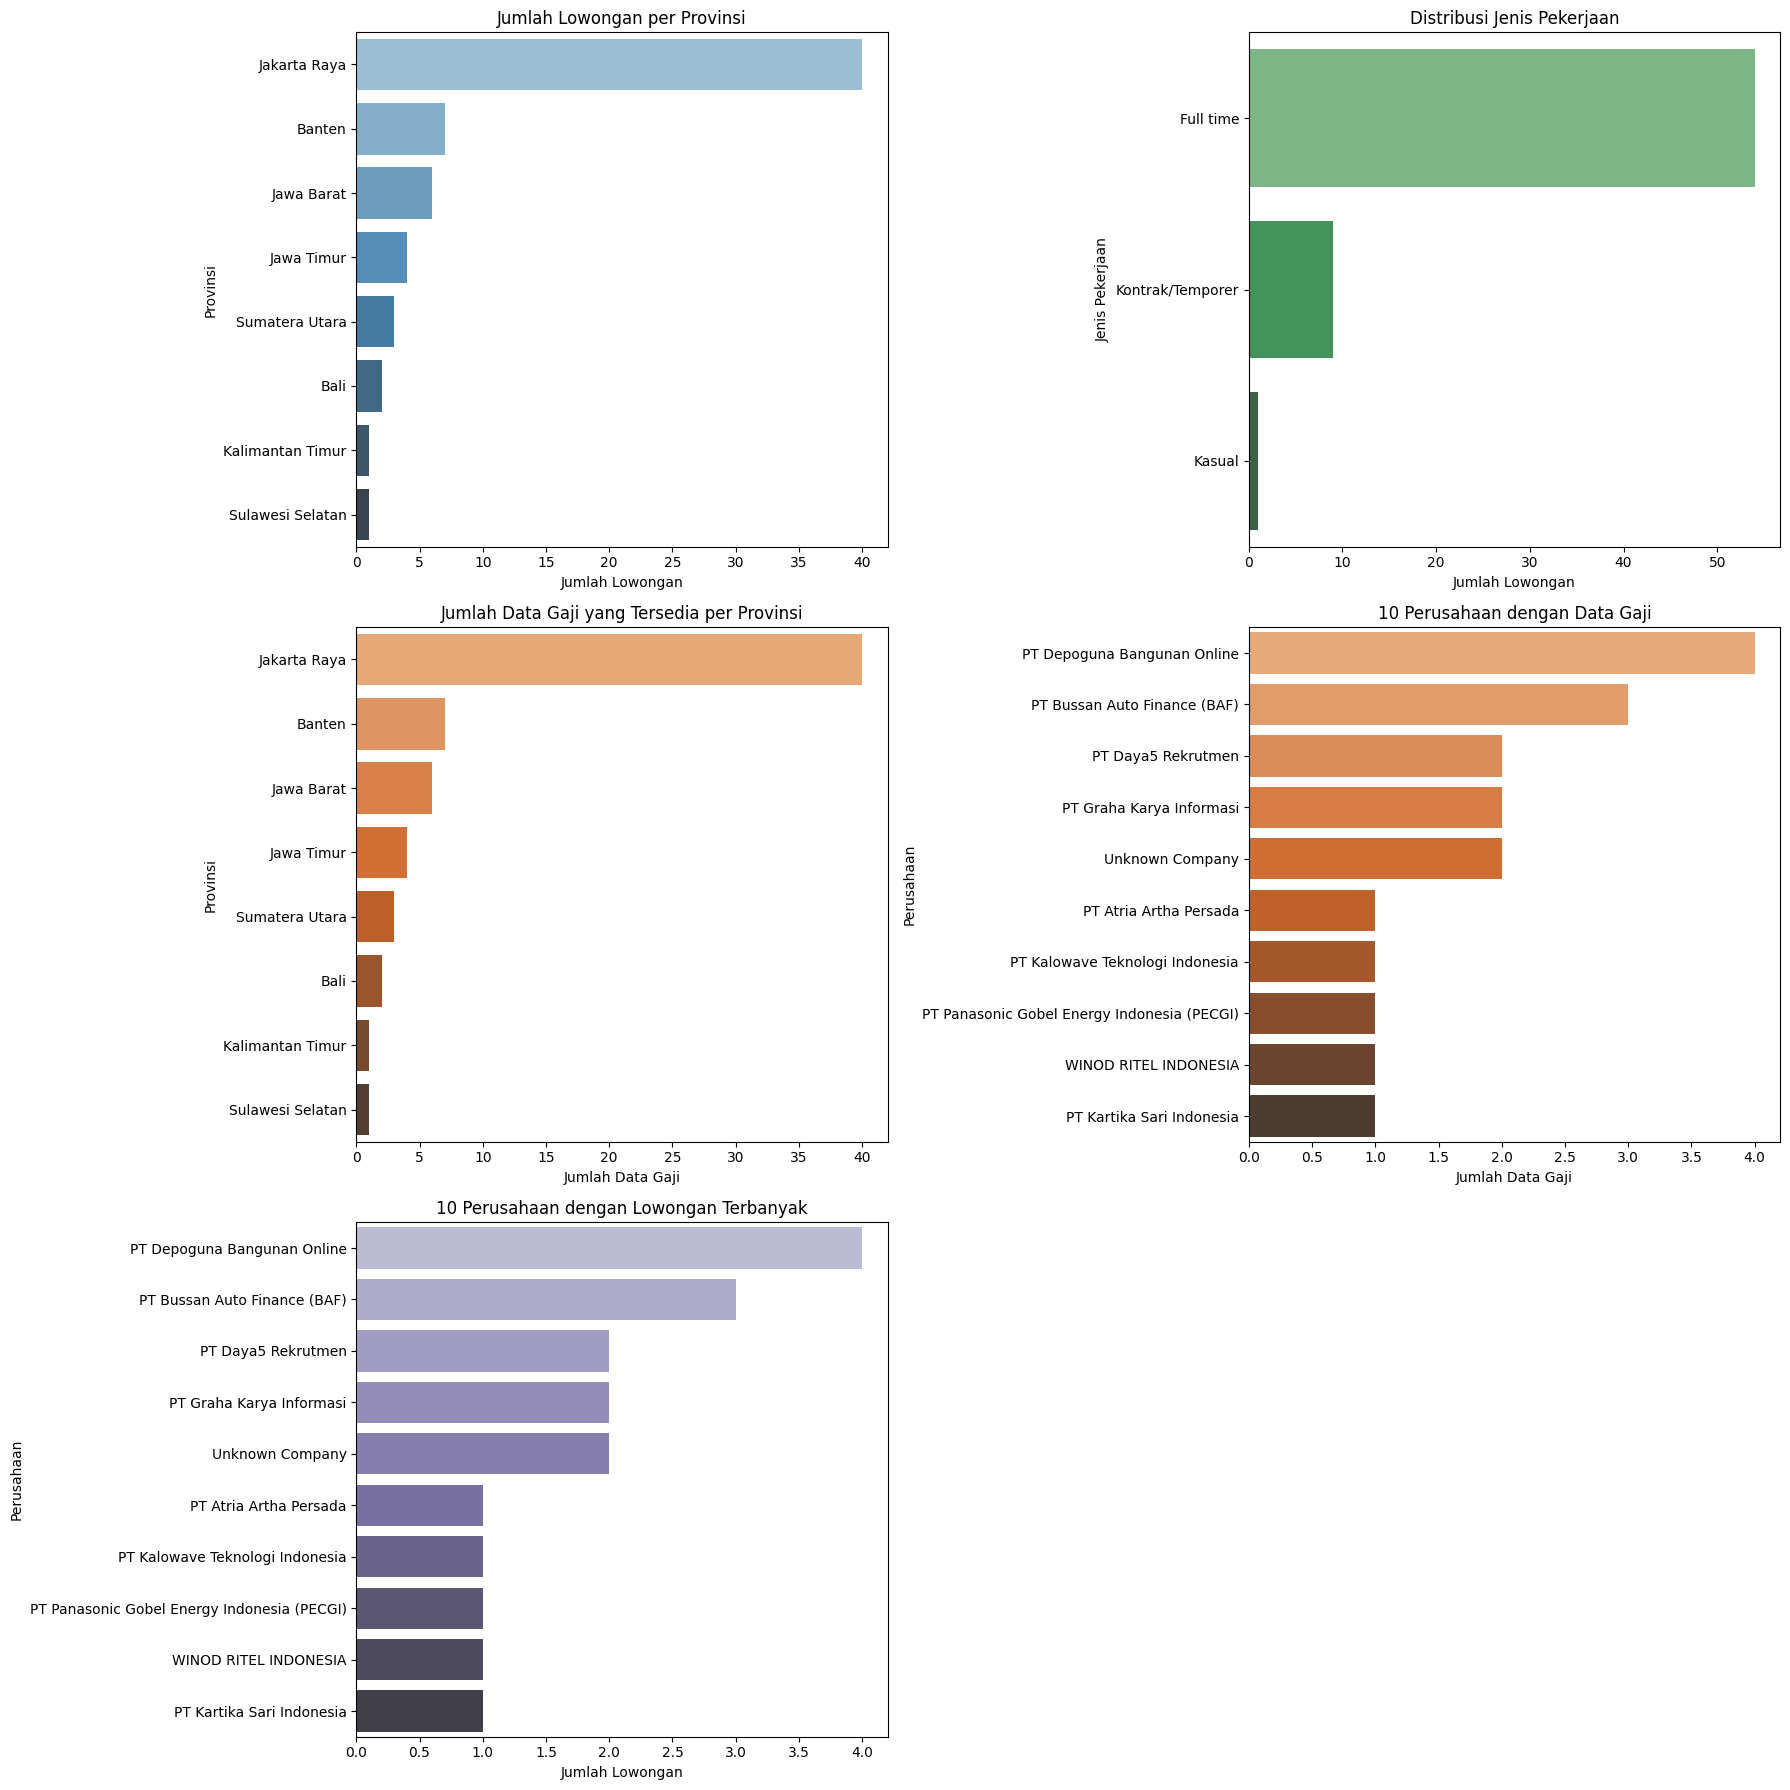 Jumlah Lowongan per Provinsi
Provinsi
Jakarta Raya
Banten
Jawa Barat
Jawa Timur
Sumatera Utara
Bali
Kalimantan Timur
Sulawesi Selatan
0 5 10 15 20 25 30 35 40
Jumlah Lowongan
Distribusi Jenis Pekerjaan
Jenis Pekerjaan
Full time
Kontrak/Temporer
Kasual
0 10 20 30 40 50
Jumlah Lowongan
Jumlah Data Gaji yang Tersedia per Provinsi
Provinsi
Jakarta Raya
Banten
Jawa Barat
Jawa Timur
Sumatera Utara
Bali
Kalimantan Timur
Sulawesi Selatan
0 5 10 15 20 25 30 35 40
Jumlah Data Gaji
10 Perusahaan dengan Data Gaji
Perusahaan
PT Depoguna Bangunan Online
PT Bussan Auto Finance (BAF)
PT Daya5 Rekrutmen
PT Graha Karya Informasi
Unknown Company
PT Atria Artha Persada
PT Kalowave Teknologi Indonesia
PT Panasonic Gobel Energy Indonesia (PECGI)
WINOD RITEL INDONESIA
PT Kartika Sari Indonesia
0.0 0.5 1.0 1.5 2.0 2.5 3.0 3.5 4.0
Jumlah Data Gaji
10 Perusahaan dengan Lowongan Terbanyak
Perusahaan
PT Depoguna Bangunan Online
PT Bussan Auto Finance (BAF)
PT Daya5 Rekrutmen
PT Graha Karya Informasi
Unknown Company
PT Atria Artha Persada
PT Kalowave Teknologi Indonesia
PT Panasonic Gobel Energy Indonesia (PECGI)
WINOD RITEL INDONESIA
PT Kartika Sari Indonesia
0.0 0.5 1.0 1.5 2.0 2.5 3.0 3.5 4.0
Jumlah Lowongan